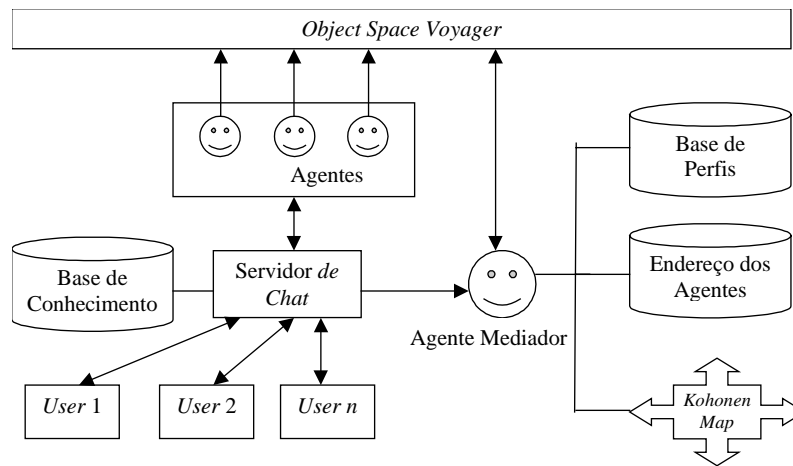 Object Space Voyager
Agentes
Base de
Perfis
Base de
Conhecimento
Servidor de
Chat
Agente Mediador
Endereço dos
Agentes
User 1
User 2
User n
Kohonen
Map